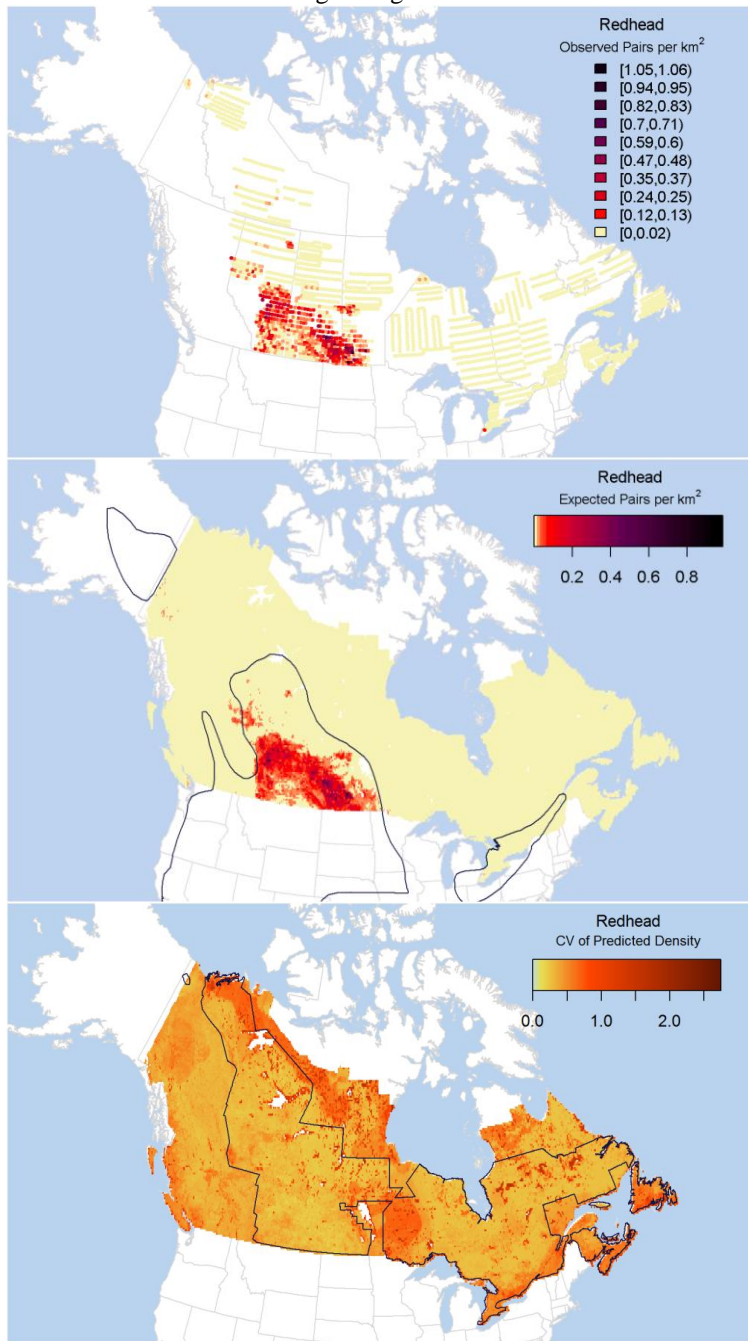 Redhead
Observed Pairs per km2
[1.05,1.06)
[0.94,0.95)
[0.82,0.83)
[0.7,0.71)
[0.59,0.6)
[0.47,0.48)
[0.35,0.37)
[0.24,0.25)
[0.12,0.13)
[0,0.02)
Redhead
Expected Pairs per km2
0.2 0.4 0.6 0.8
Redhead
CV of Predicted Density
0.0 1.0 2.0